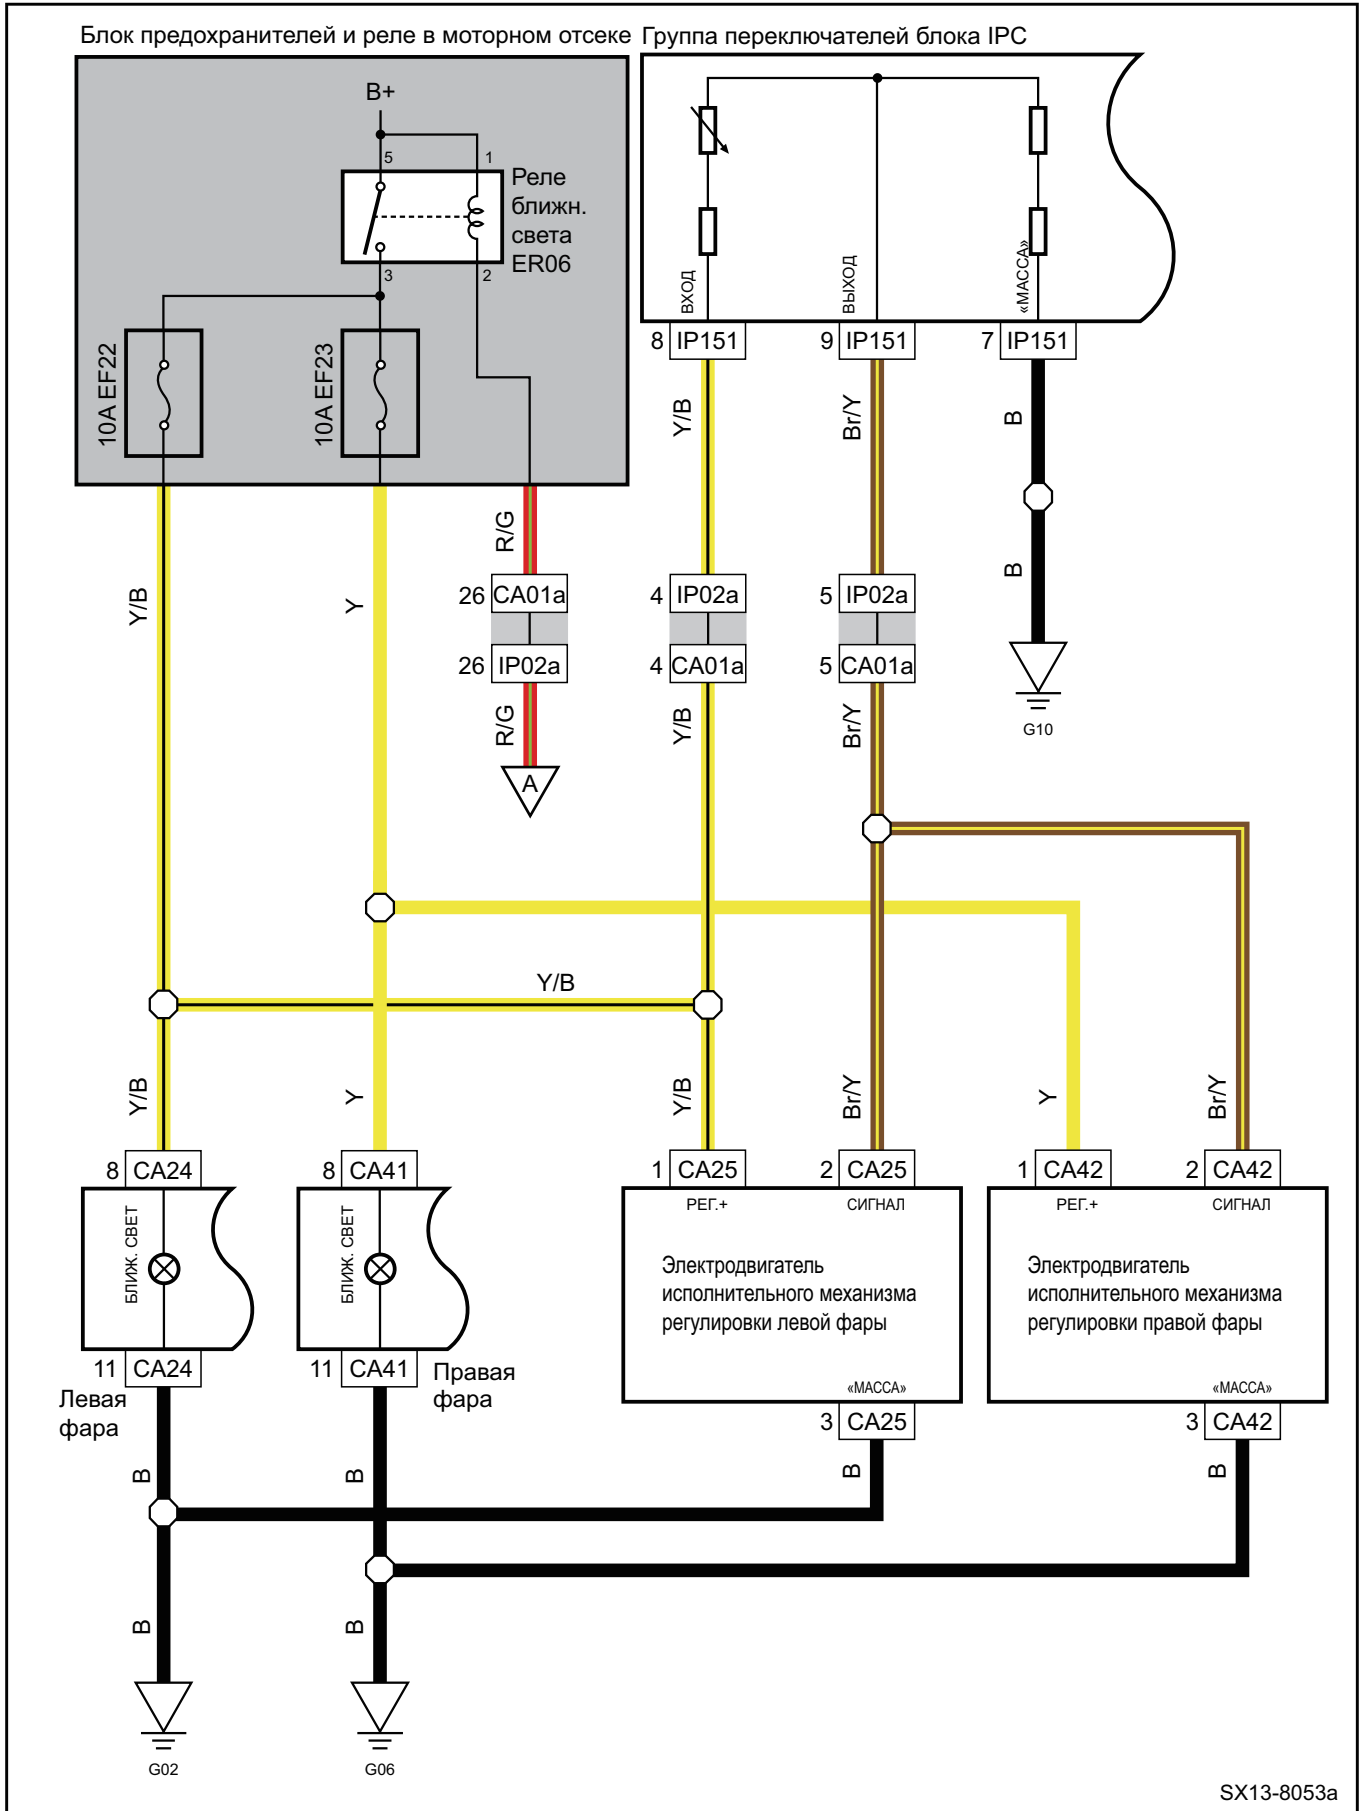 Блок предохранителей и реле в моторном отсеке
Группа переключателей блока IPC
B+
5
1
Реле
ближн.
света
ER06
3
2
10A EF22
10A EF23
ВХОД
ВЫХОД
«МАССА»
8 IP151
9 IP151
7 IP151
Y/B
Br/Y
B
R/G
Y/B
Y
26 CA01a
4 IP02a
5 IP02a
B
26 IP02a
4 CA01a
5 CA01a
R/G
Y/B
Br/Y
G10
A
Y/B
Y/B
Y
Y/B
Br/Y
Y
Br/Y
8 CA24
8 CA41
1 CA25
2 CA25
1 CA42
2 CA42
БЛИЖ. СВЕТ
БЛИЖ. СВЕТ
РЕГ.+
СИГНАЛ
РЕГ.+
СИГНАЛ
Электродвигатель
исполнительного механизма
регулировки левой фары
Электродвигатель
исполнительного механизма
регулировки правой фары
«МАССА»
«МАССА»
11 CA24
11 CA41
Левая
фара
Правая
фара
3 CA25
3 CA42
B
B
B
B
B
B
G02
G06
SX13-8053a